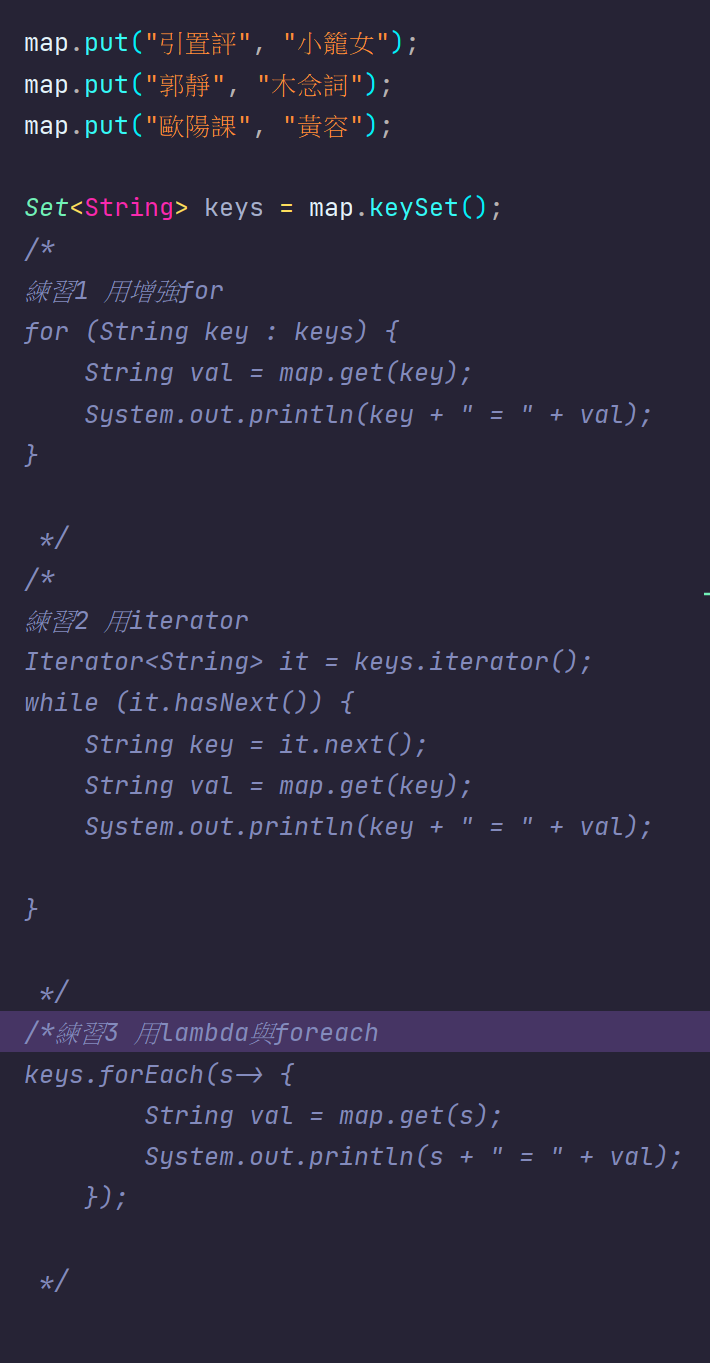 map.put("引置評", "小籠女");
map.put("郭靜", "木念詞");
map.put("歐陽課", "黃容");
Set<String> keys = map.keySet();
/*
練習1 用增強for
for (String key : keys) {
String val = map.get(key);
System.out.println(key + " = " + val);
}
*/
/*
練習2 用iterator
Iterator<String> it = keys.iterator();
while (it.hasNext()) {
String key = it.next();
String val = map.get(key);
System.out.println(key + " = " + val);
}
*/
/*練習3 用lambda與foreach
keys.forEach(s-> {
String val = map.get(s);
System.out.println(s + " = " + val);
});
*/